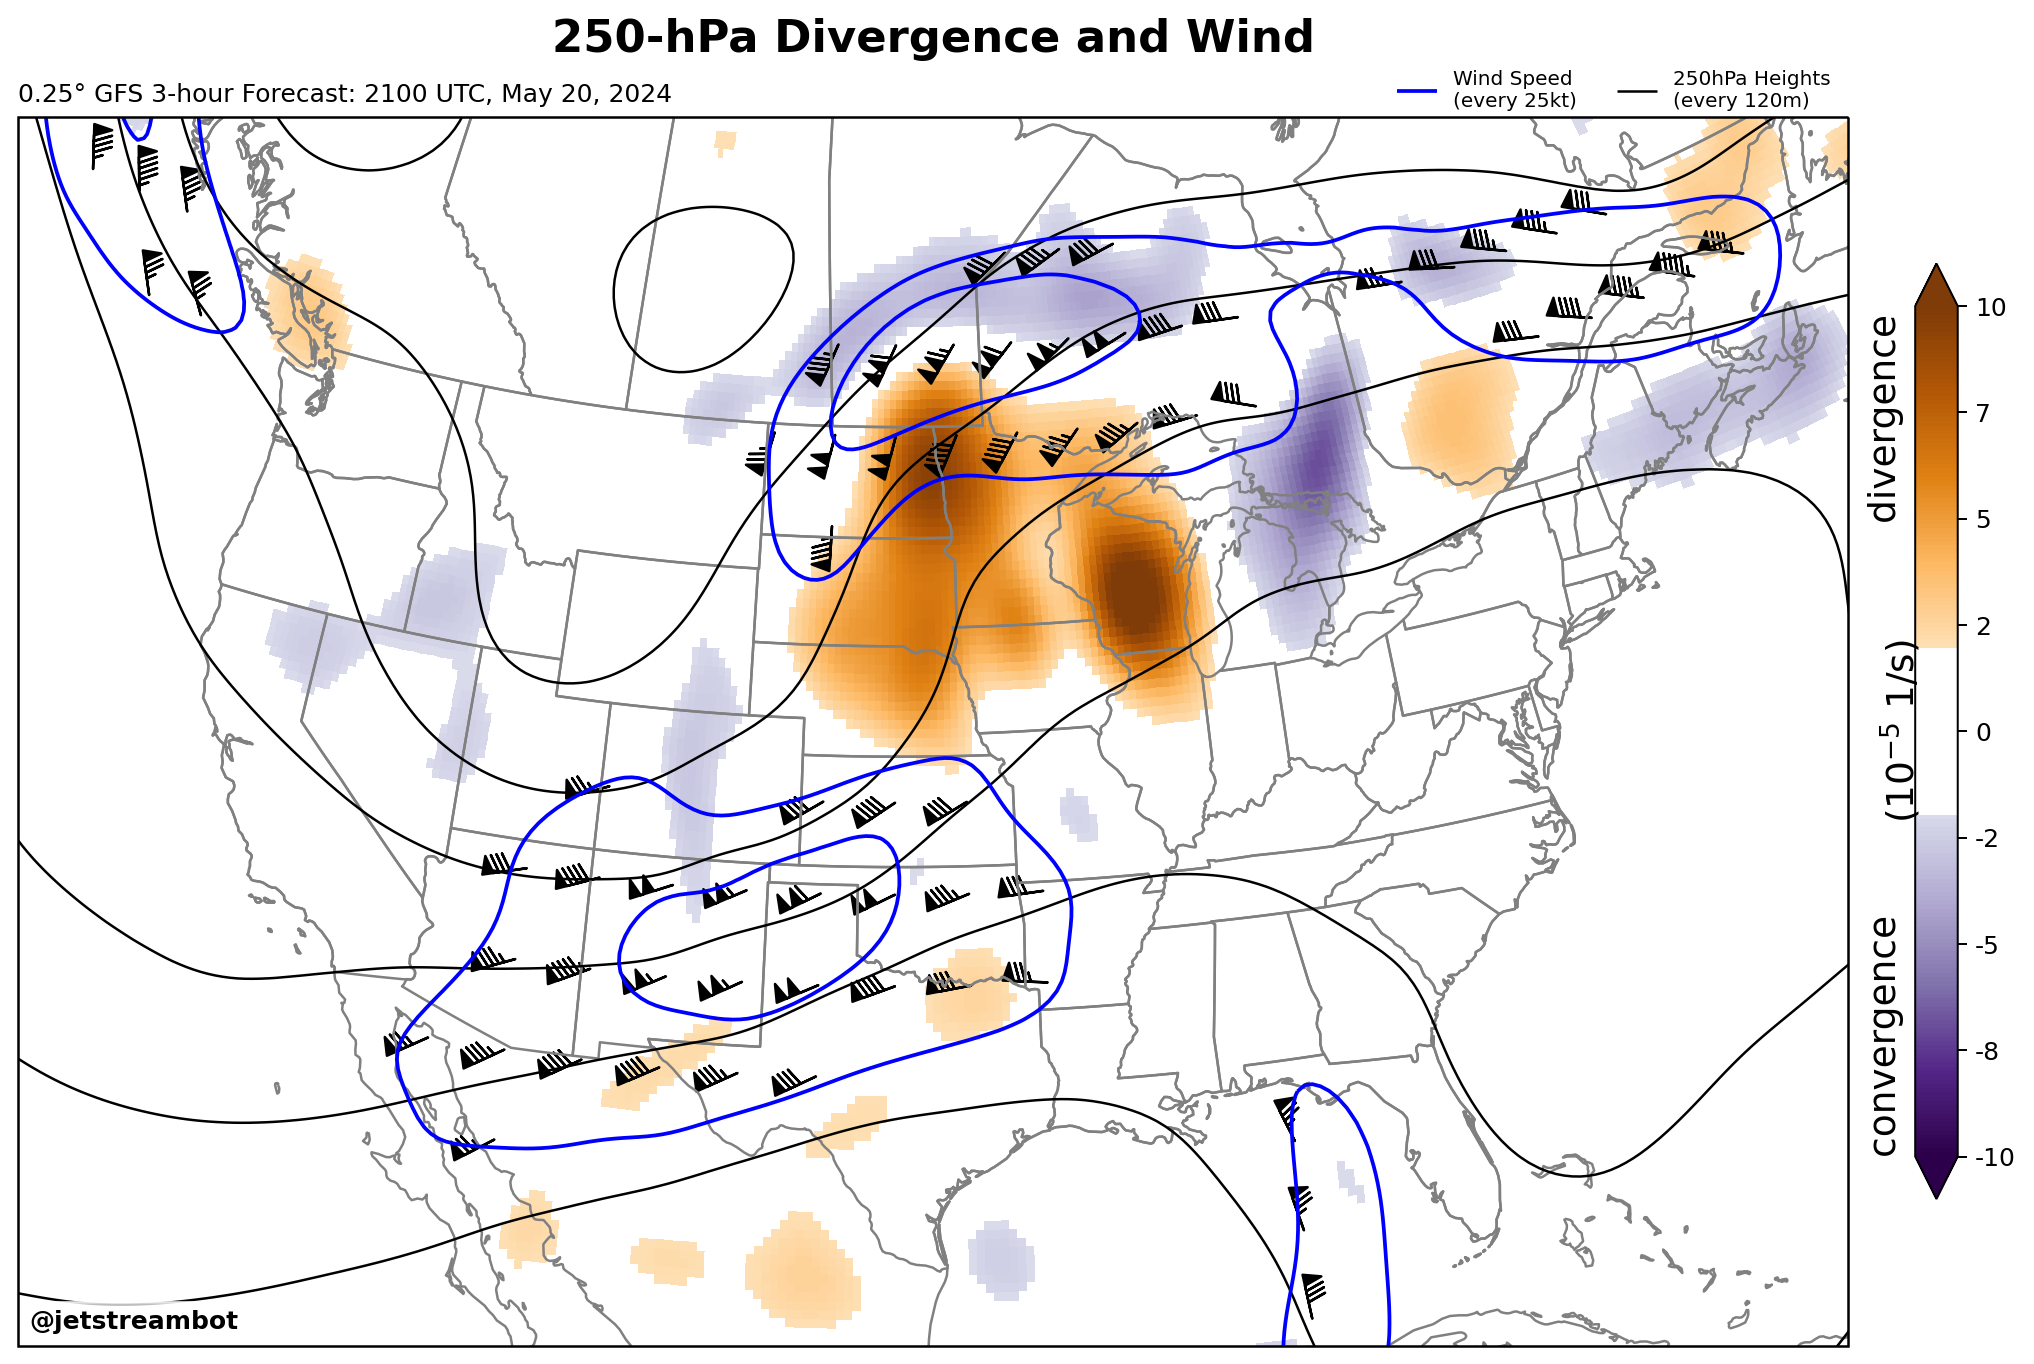 250-hPa Divergence and Wind
0.25° GFS 3-hour Forecast: 2100 UTC, May 20, 2024
Wind Speed
(every 25kt)
250hPa Heights
(every 120m)
divergence
(10⁻⁵ 1/s)
convergence
10
7
5
2
0
-2
-5
-8
-10
@jetstreambot